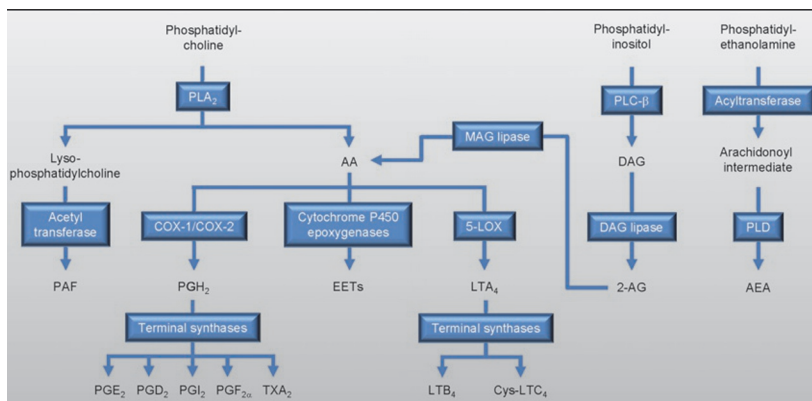 Phosphatidyl-
choline
Phosphatidyl-
inositol
Phosphatidyl-
ethanolamine
PLA₂
PLC-β
Acyltransferase
MAG lipase
Lyso-
phosphatidylcholine
AA
DAG
Arachidonoyl
intermediate
Acetyl
transferase
COX-1/COX-2
Cytochrome P450
epoxygenases
5-LOX
DAG lipase
PLD
PAF
PGH₂
EETs
LTA₄
2-AG
AEA
Terminal synthases
Terminal synthases
PGE₂ PGD₂ PGI₂ PGF₂α TXA₂
LTB₄ Cys-LTC₄